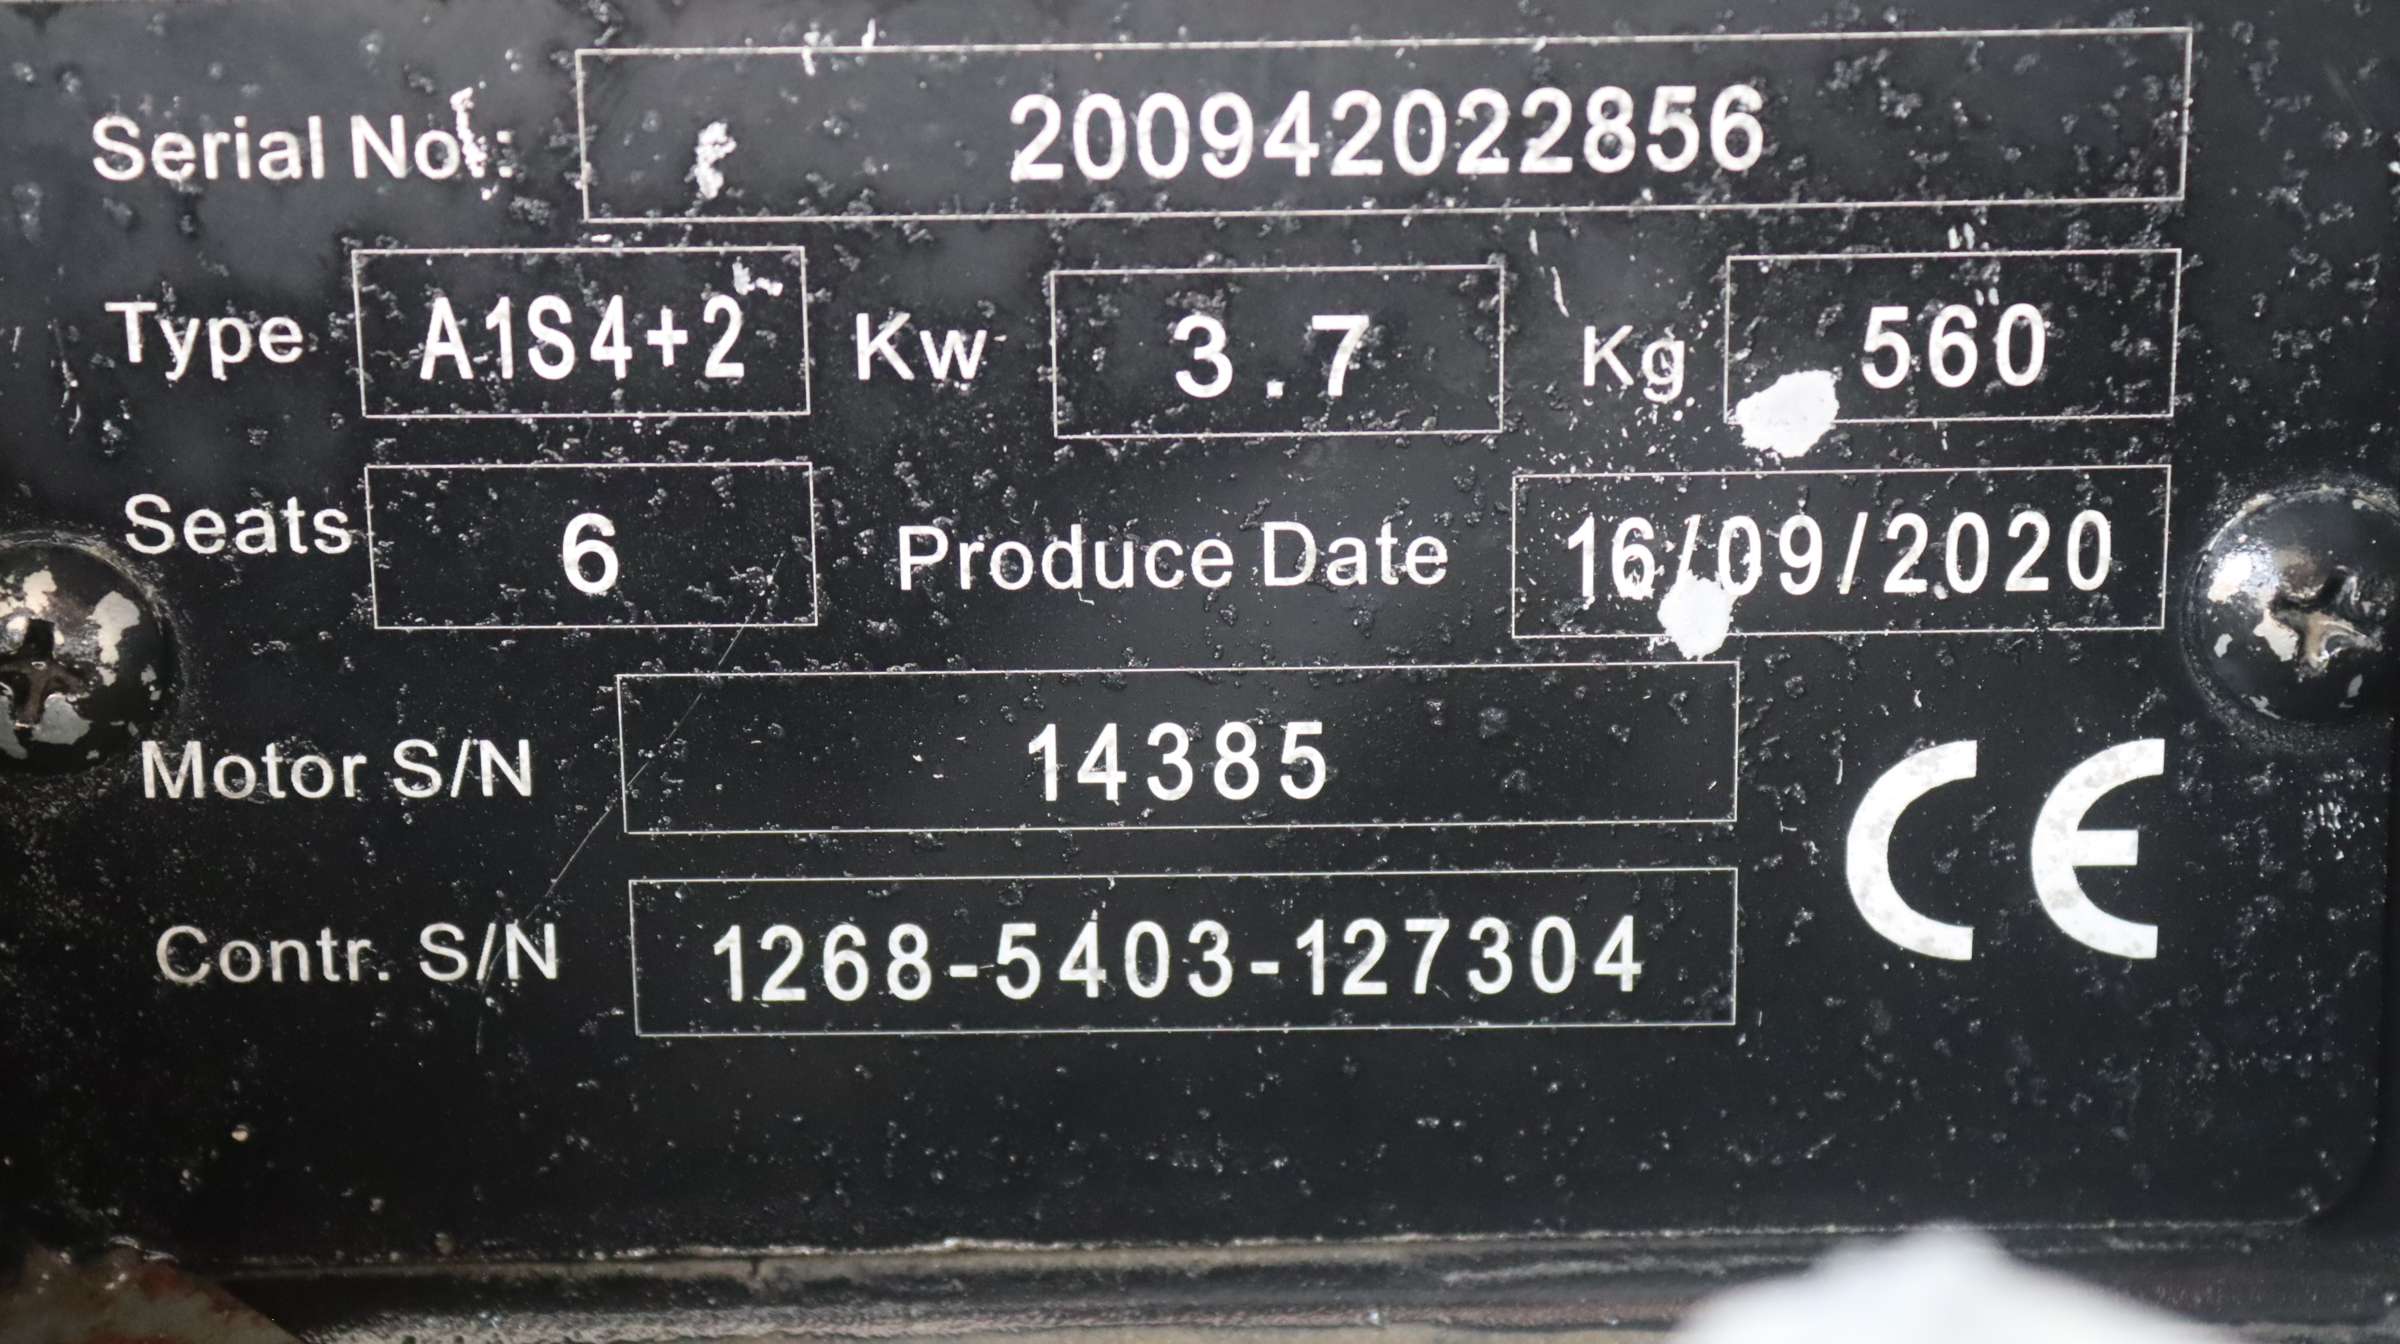 Serial No.: 200942022856
Type A1S4+2 Kw 3.7 Kg 560
Seats 6 Produce Date 16/09/2020
Motor S/N 14385
Contr. S/N 1268-5403-127304
CE